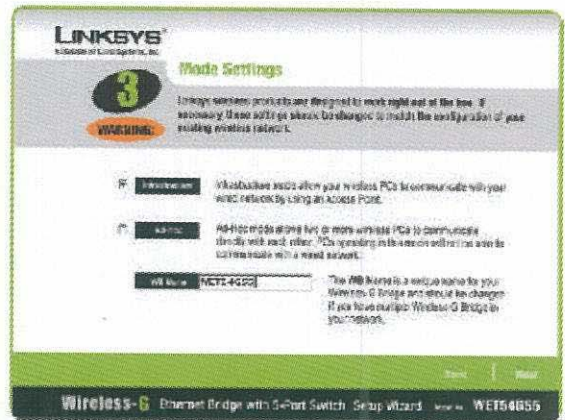 LINKSYS®
A Division of Cisco Systems, Inc.
3
Mode Settings
WARNING:
Linksys wireless products are designed to work right out of the box. If
necessary, these settings should be changed to match the configuration of your
existing wireless network.
Infrastructure
Infrastructure mode allow your wireless PCs to communicate with your
wired network by using an Access Point.
Ad-Hoc
Ad-Hoc mode allows two or more wireless PCs to communicate
directly with each other. PCs operating in this mode will not be able to
communicate with a wired network.
WB Name
WET54GS5
The WB Name is a unique name for your
Wireless-G Bridge and should be changed
if you have multiple Wireless-G Bridge in
your network.
Next
Wireless-G Ethernet Bridge with 5-Port Switch Setup Wizard WET54GS5